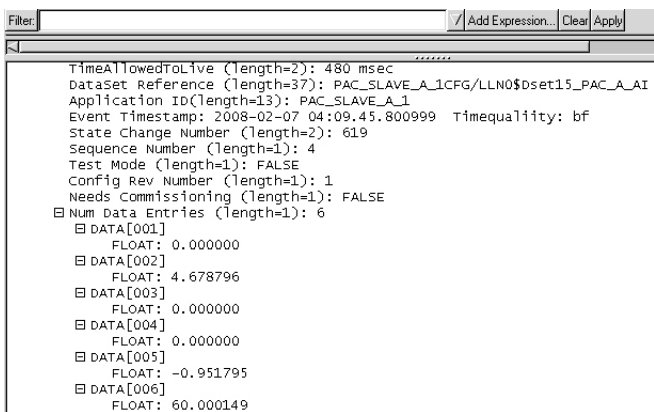 Filter: Add Expression... Clear Apply
TimeAllowedToLive (length=2): 480 msec
DataSet Reference (length=37): PAC_SLAVE_A_1CFG/LLN0$Dset15_PAC_A_AI
Application ID(length=13): PAC_SLAVE_A_1
Event Timestamp: 2008-02-07 04:09.45.800999 Timequaliity: bf
State Change Number (length=2): 619
Sequence Number (length=1): 4
Test Mode (length=1): FALSE
Config Rev Number (length=1): 1
Needs Commissioning (length=1): FALSE
Num Data Entries (length=1): 6
DATA[001]
FLOAT: 0.000000
DATA[002]
FLOAT: 4.678796
DATA[003]
FLOAT: 0.000000
DATA[004]
FLOAT: 0.000000
DATA[005]
FLOAT: -0.951795
DATA[006]
FLOAT: 60.000149